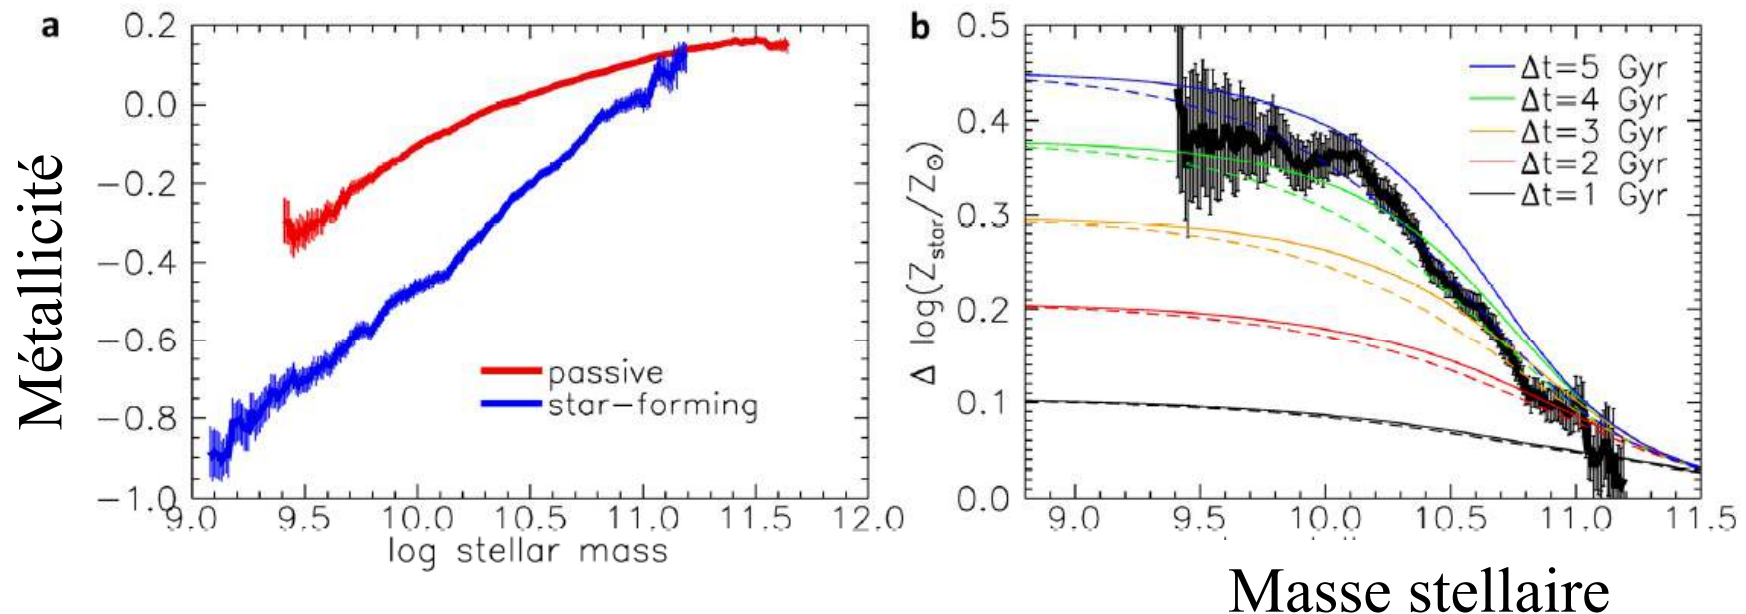 a
Métallicité
0.2
0.0
−0.2
−0.4
−0.6
−0.8
−1.0
passive
star−forming
9.0 9.5 10.0 10.5 11.0 11.5 12.0
log stellar mass
b
Δ log(Z_star/Z_⊙)
0.5
0.4
0.3
0.2
0.1
0.0
Δt=5 Gyr
Δt=4 Gyr
Δt=3 Gyr
Δt=2 Gyr
Δt=1 Gyr
9.0 9.5 10.0 10.5 11.0 11.5
Masse stellaire